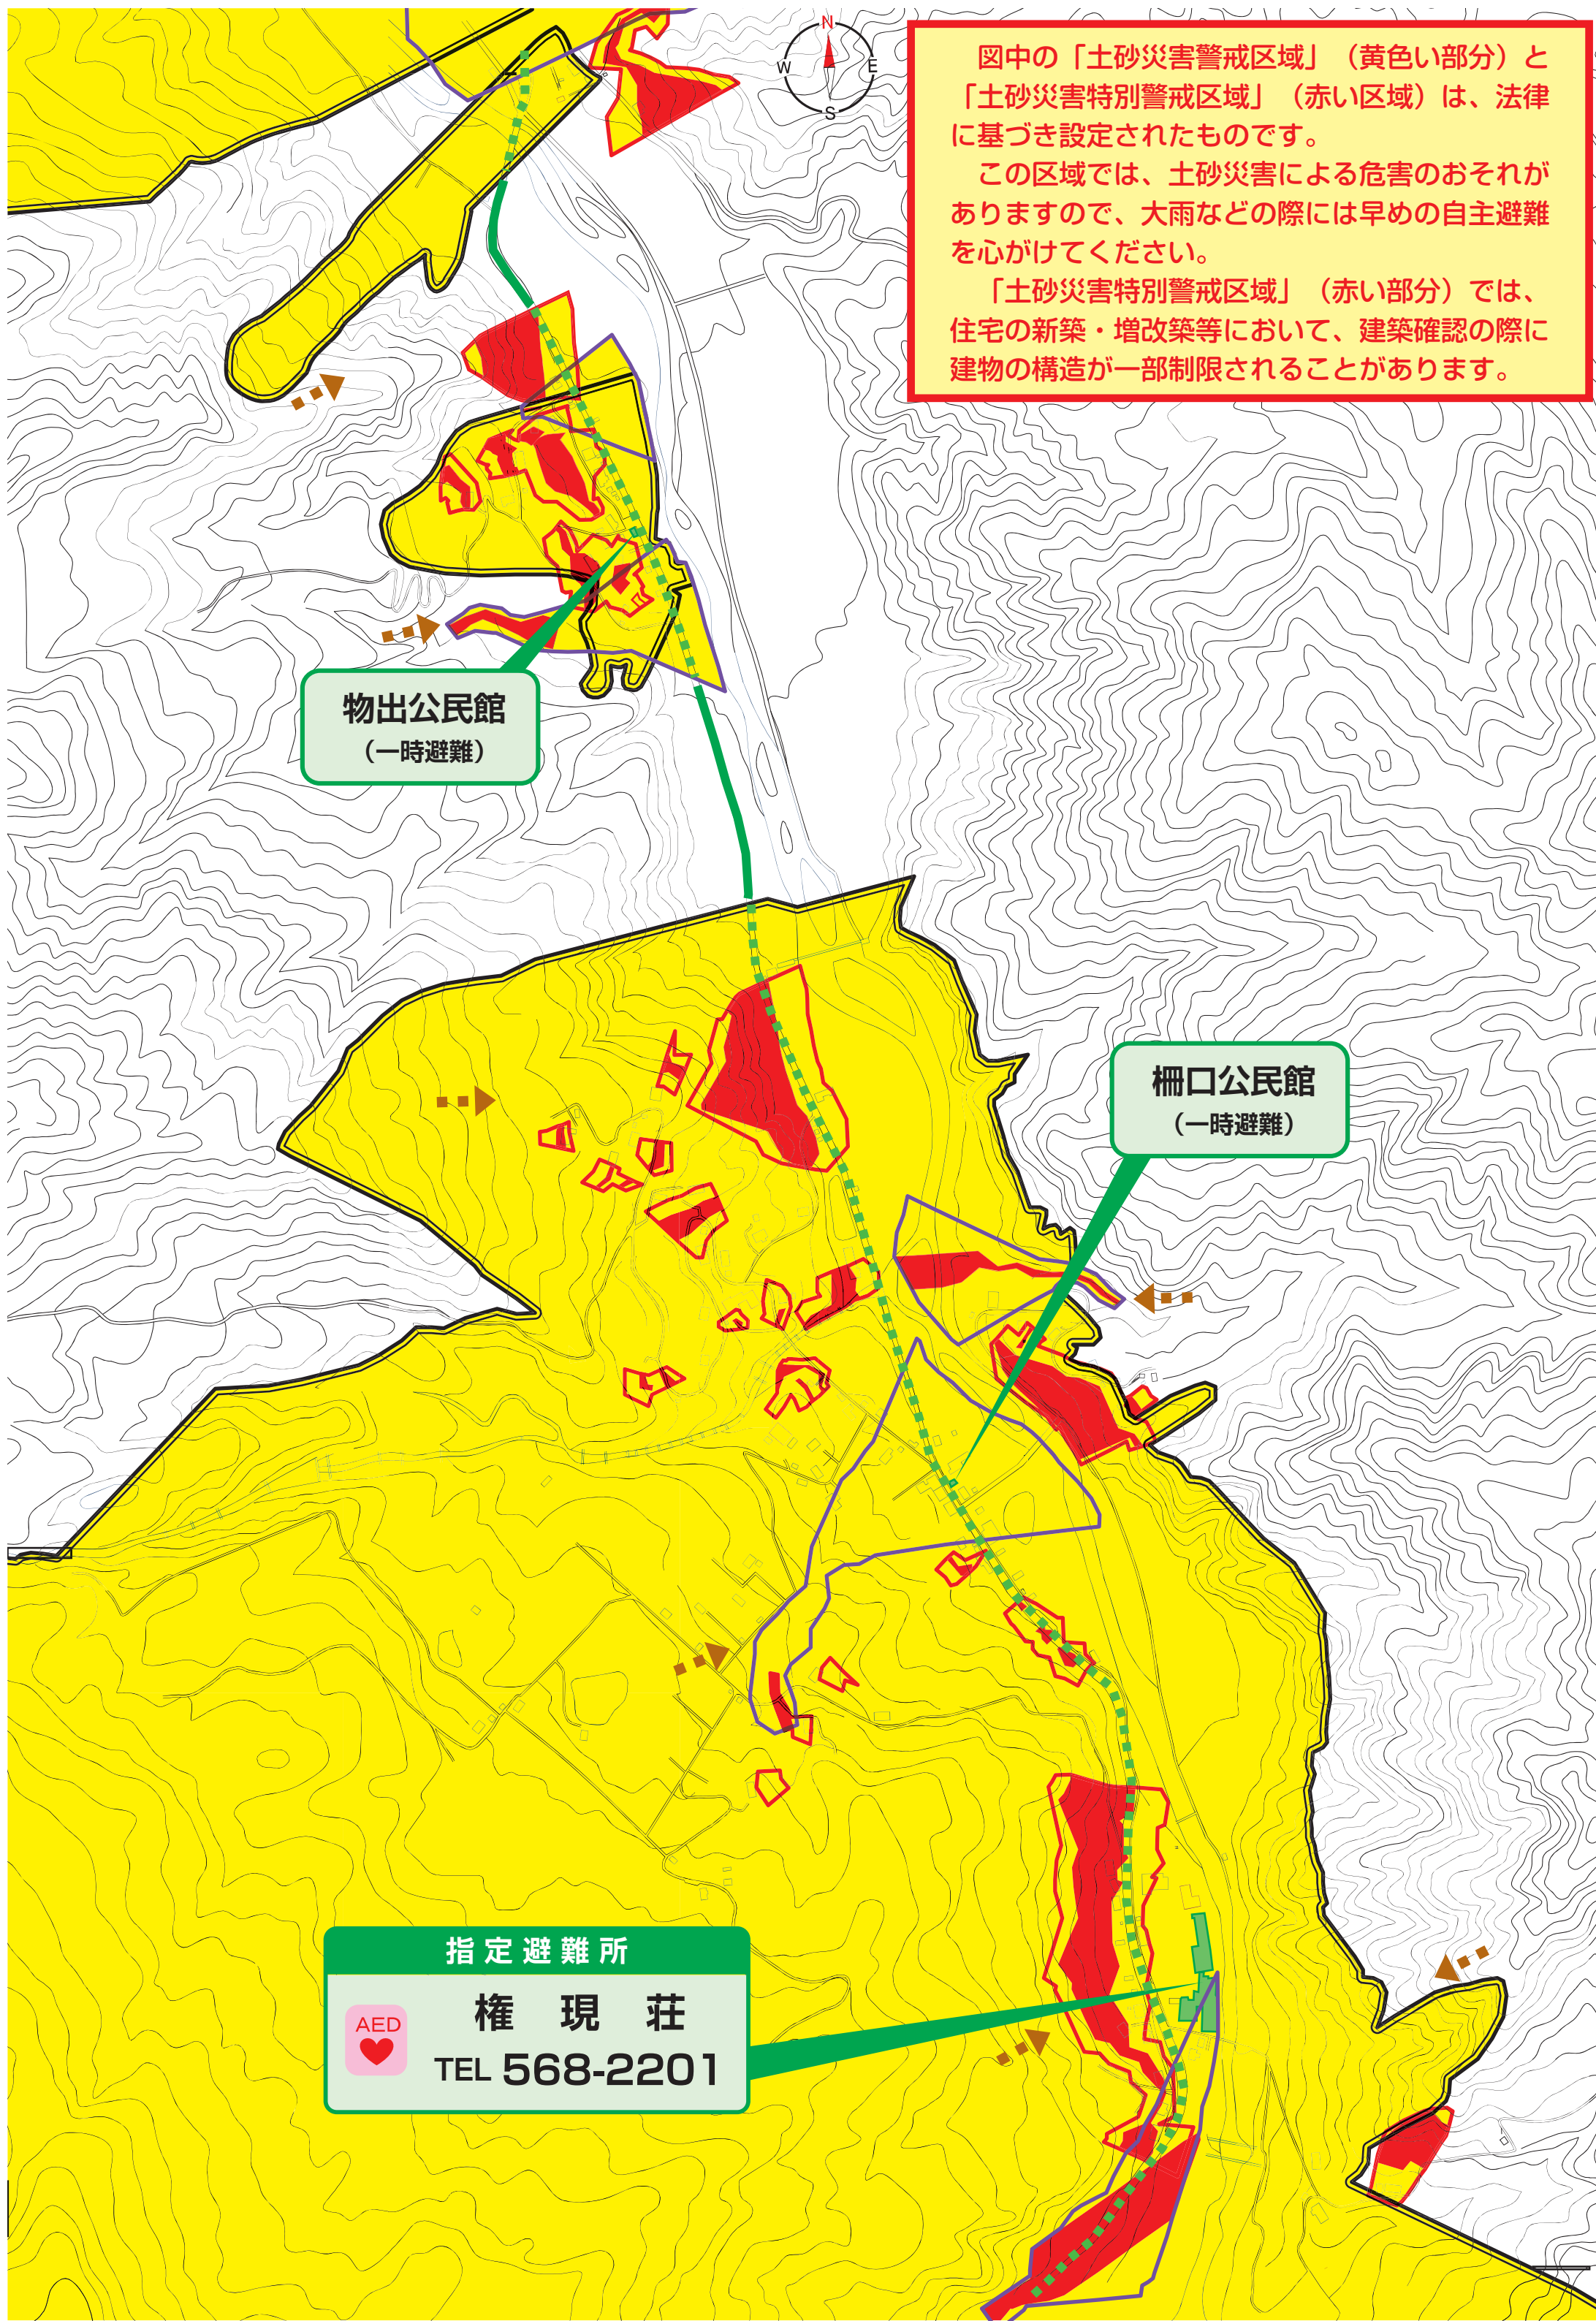 N
W
E
S
図中の「土砂災害警戒区域」（黄色い部分）と
「土砂災害特別警戒区域」（赤い区域）は、法律
に基づき設定されたものです。
この区域では、土砂災害による危害のおそれが
ありますので、大雨などの際には早めの自主避難
を心がけてください。
「土砂災害特別警戒区域」（赤い部分）では、
住宅の新築・増改築等において、建築確認の際に
建物の構造が一部制限されることがあります。
物出公民館
（一時避難）
柵口公民館
（一時避難）
指定避難所
AED
権現荘
TEL 568-2201